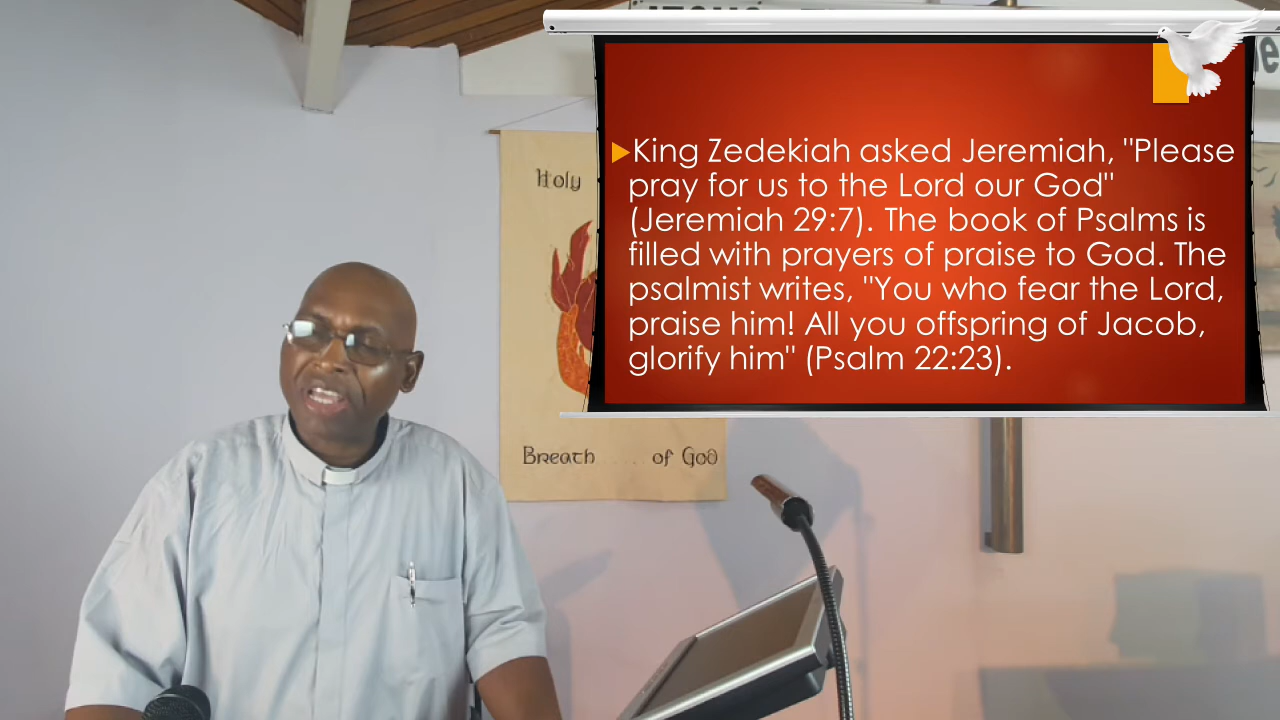 King Zedekiah asked Jeremiah, "Please
pray for us to the Lord our God"
(Jeremiah 29:7). The book of Psalms is
filled with prayers of praise to God. The
psalmist writes, "You who fear the Lord,
praise him! All you offspring of Jacob,
glorify him" (Psalm 22:23).
Holy
Breath ..... of God